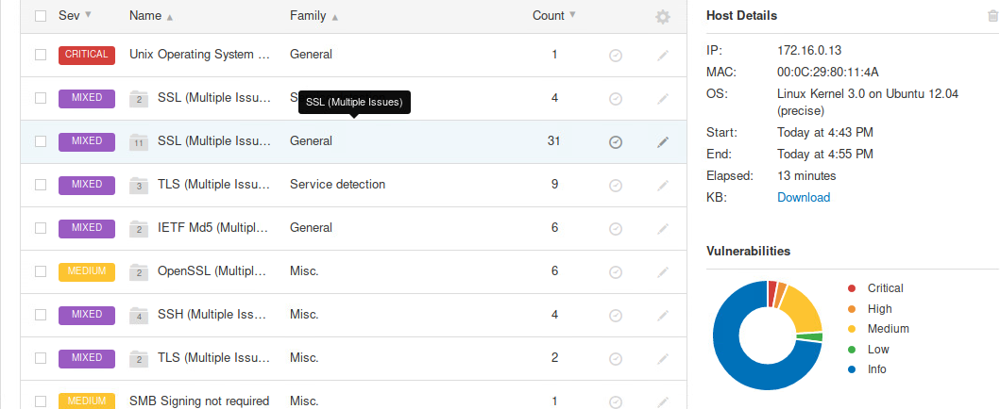 Sev Name Family Count
CRITICAL Unix Operating System ... General 1
MIXED 2 SSL (Multiple Issu... S 4
SSL (Multiple Issues)
MIXED 11 SSL (Multiple Issu... General 31
MIXED 3 TLS (Multiple Issu... Service detection 9
MIXED 2 IETF Md5 (Multipl... General 6
MEDIUM 2 OpenSSL (Multipl... Misc. 6
MIXED 4 SSH (Multiple Iss... Misc. 4
MIXED 2 TLS (Multiple Issu... Misc. 2
MEDIUM SMB Signing not required Misc. 1
Host Details
IP: 172.16.0.13
MAC: 00:0C:29:80:11:4A
OS: Linux Kernel 3.0 on Ubuntu 12.04
(precise)
Start: Today at 4:43 PM
End: Today at 4:55 PM
Elapsed: 13 minutes
KB: Download
Vulnerabilities
Critical
High
Medium
Low
Info